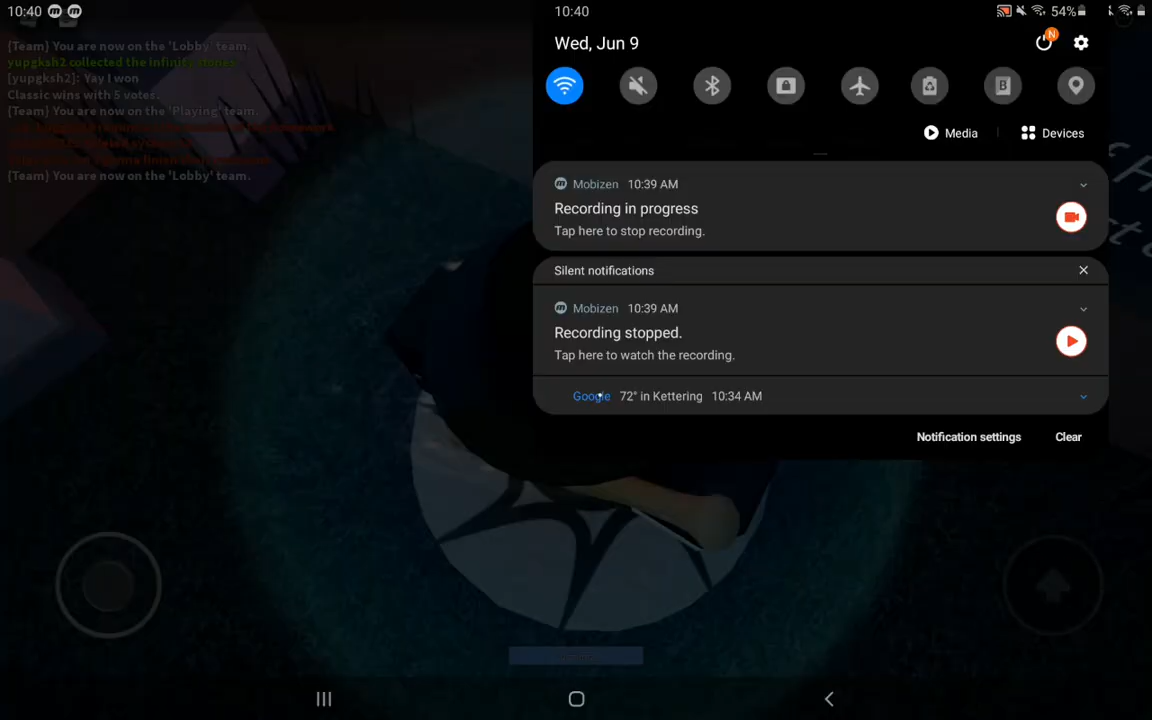 10:40
{Team} You are now on the 'Lobby' team.
yupgksh2 collected the infinity stones.
[yupgksh2]: Yay I won
Classic wins with 5 votes.
{Team} You are now on the 'Playing' team.
{Team} You are now on the 'Lobby' team.
10:40
54%
Wed, Jun 9
N
Media
Devices
Mobizen 10:39 AM
Recording in progress
Tap here to stop recording.
Silent notifications
Mobizen 10:39 AM
Recording stopped.
Tap here to watch the recording.
Google 72° in Kettering 10:34 AM
Notification settings
Clear